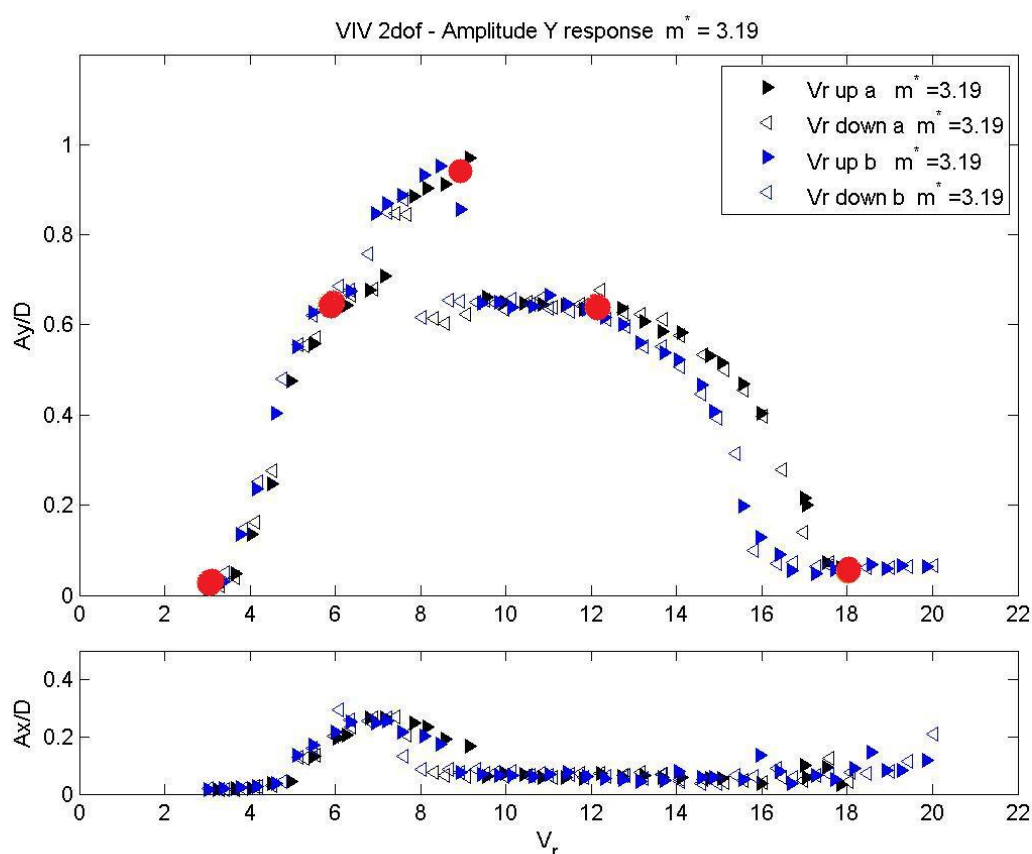 VIV 2dof - Amplitude Y response m* = 3.19
Vr up a m* =3.19
Vr down a m* =3.19
Vr up b m* =3.19
Vr down b m* =3.19
Ay/D
1
0.8
0.6
0.4
0.2
0
0 2 4 6 8 10 12 14 16 18 20 22
Ax/D
0.4
0.2
0
0 2 4 6 8 10 12 14 16 18 20 22
Vr